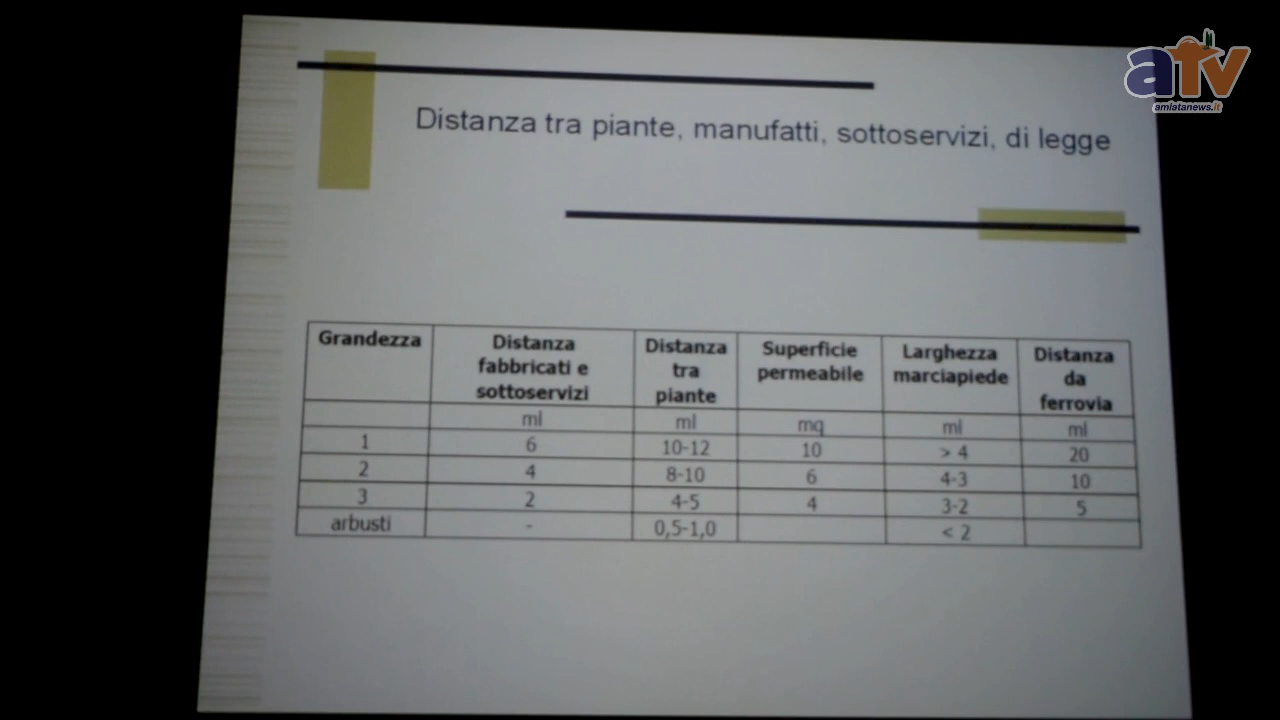 aTv
amiatanews.it
Distanza tra piante, manufatti, sottoservizi, di legge
Grandezza Distanza fabbricati e sottoservizi Distanza tra piante Superficie permeabile Larghezza marciapiede Distanza da ferrovia
ml ml mq ml ml
1 6 10-12 10 > 4 20
2 4 8-10 6 4-3 10
3 2 4-5 4 3-2 5
arbusti - 0,5-1,0 < 2